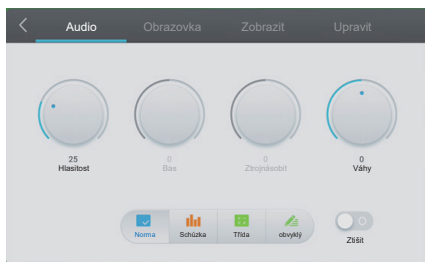 Audio Obrazovka Zobrazit Upravit
25 0 0 0
Hlasitost Bas Ztrojnásobit Váhy
Norma Schůzka Třída obvyklý
Ztišit